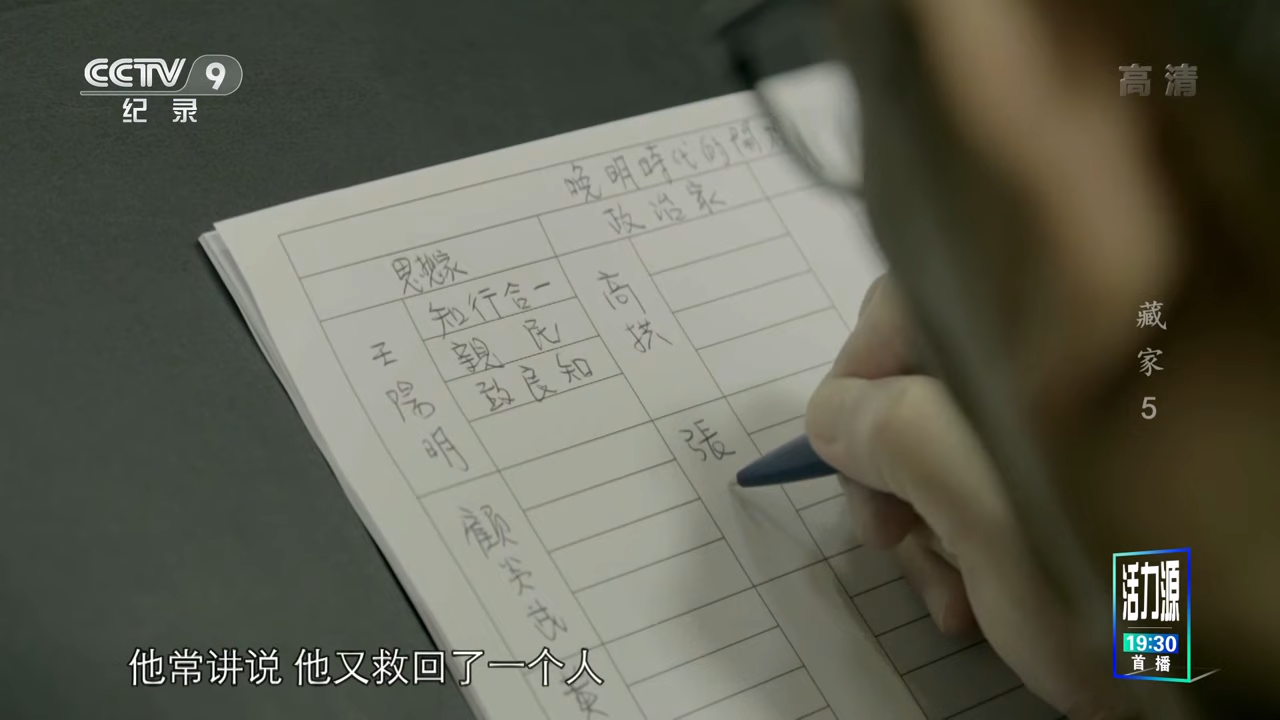 CCTV 9
纪录
高清
晚明時代的
政治家
思想家
知行合一
親民
致良知
王陽明
高拱
張
顧炎武
藏家5
活力源
19:30
首播
他常讲说 他又救回了一个人